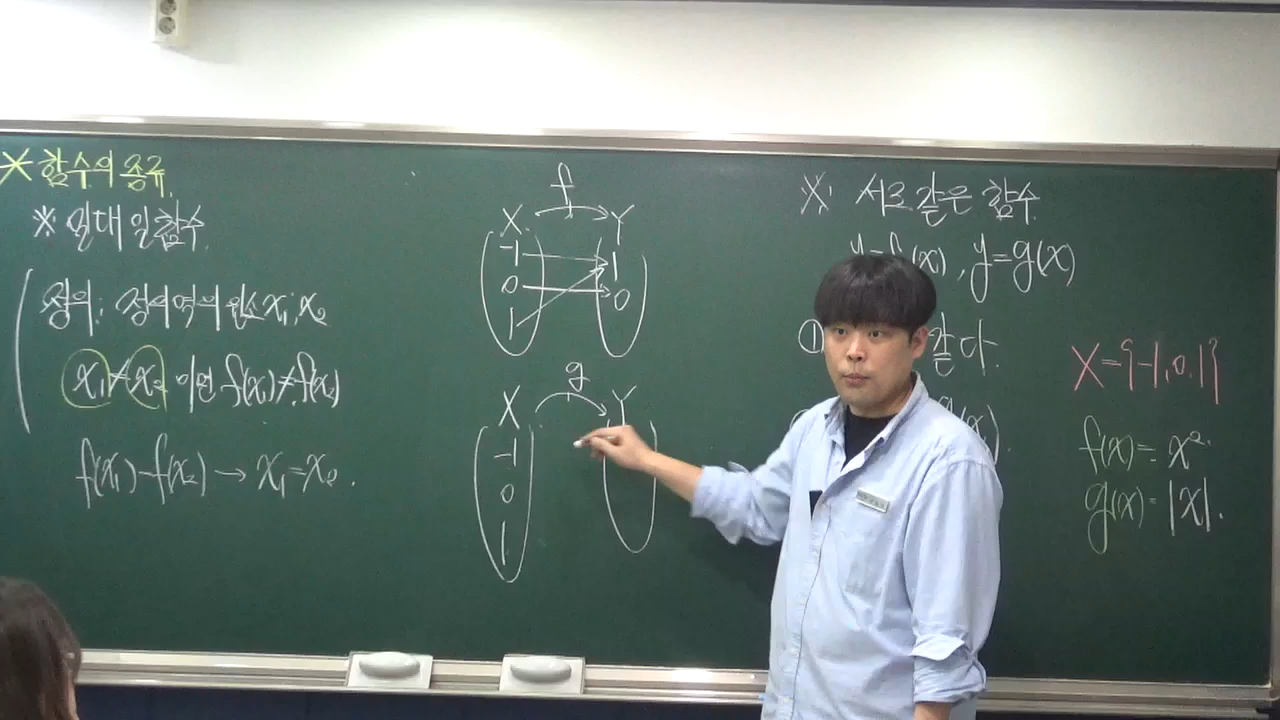 * 함수의 종류.
※ 일대일함수.
정의: 정의역의 원소 x₁, x₂
x₁≠x₂ 이면 f(x₁)≠f(x₂)
f(x₁)=f(x₂) → x₁=x₂.
f
X Y
-1 1
0 0
1
g
X Y
-1
0
1
※ 서로 같은 함수.
y=f(x), y=g(x)
① 같다.
X={-1,0,1}
f(x)=x²
g(x)=|x|.